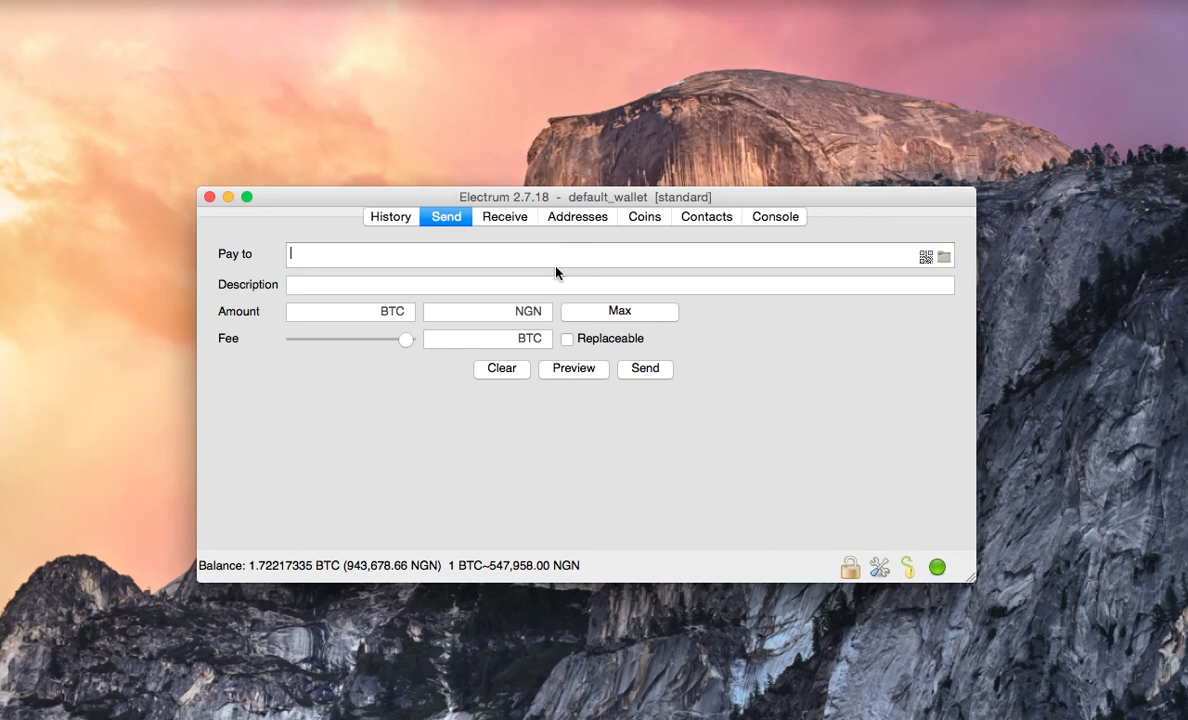 Electrum 2.7.18 - default_wallet [standard]
History Send Receive Addresses Coins Contacts Console
Pay to
Description
Amount BTC NGN Max
Fee BTC Replaceable
Clear Preview Send
Balance: 1.72217335 BTC (943,678.66 NGN) 1 BTC~547,958.00 NGN